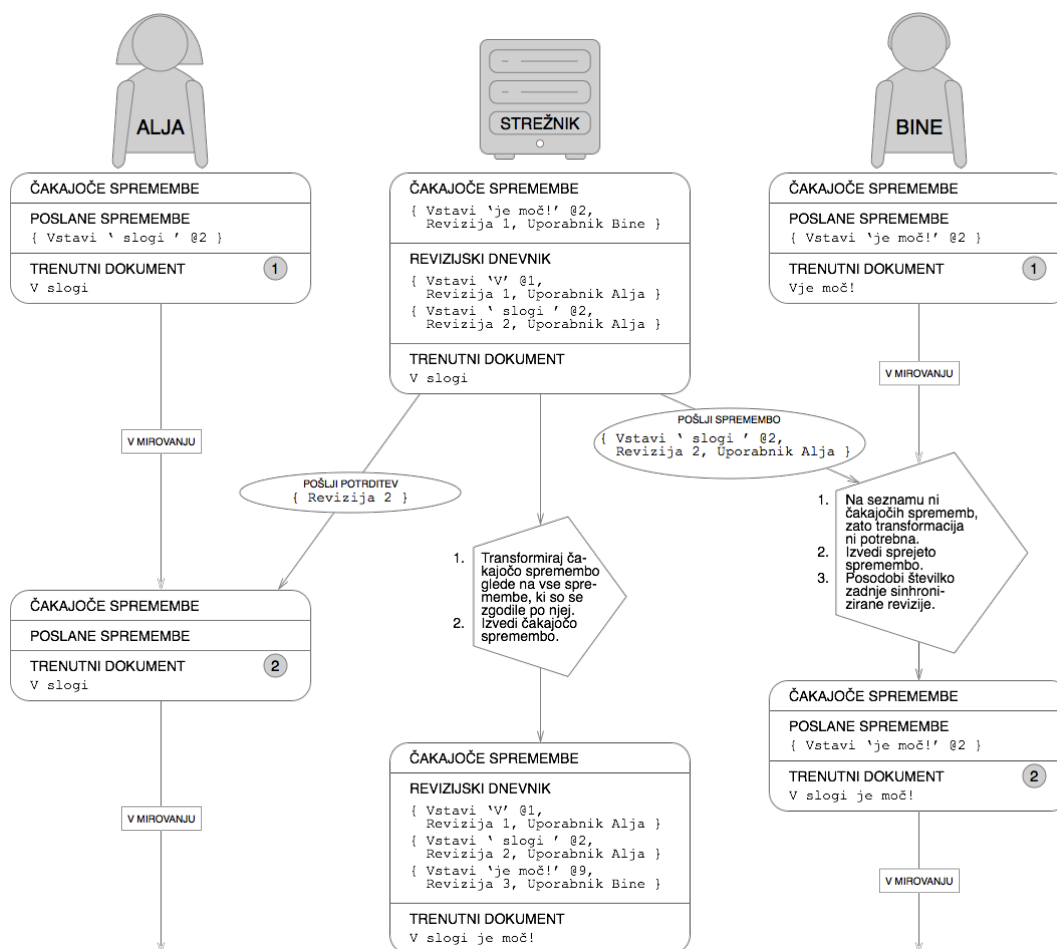 ALJA
STREŽNIK
BINE
ČAKAJOČE SPREMEMBE
POSLANE SPREMEMBE
{ Vstavi ‘ slogi ’ @2 }
TRENUTNI DOKUMENT
1
V slogi
ČAKAJOČE SPREMEMBE
{ Vstavi ‘je moč!’ @2,
Revizija 1, Uporabnik Bine }
REVIZIJSKI DNEVNIK
{ Vstavi ‘V’ @1,
Revizija 1, Uporabnik Alja }
{ Vstavi ‘ slogi ’ @2,
Revizija 2, Uporabnik Alja }
TRENUTNI DOKUMENT
V slogi
ČAKAJOČE SPREMEMBE
POSLANE SPREMEMBE
{ Vstavi ‘je moč!’ @2 }
TRENUTNI DOKUMENT
1
Vje moč!
V MIROVANJU
V MIROVANJU
POŠLJI POTRDITEV
{ Revizija 2 }
POŠLJI SPREMEMBO
{ Vstavi ‘ slogi ’ @2,
Revizija 2, Uporabnik Alja }
1. Transformiraj ča-
kajočo spremembo
glede na vse spre-
membe, ki so se
zgodile po njej.
2. Izvedi čakajočo
spremembo.
1. Na seznamu ni
čakajočih sprememb,
zato transformacija
ni potrebna.
2. Izvedi sprejeto
spremembo.
3. Posodobi številko
zadnje sinhroni-
zirane revizije.
ČAKAJOČE SPREMEMBE
POSLANE SPREMEMBE
TRENUTNI DOKUMENT
2
V slogi
ČAKAJOČE SPREMEMBE
REVIZIJSKI DNEVNIK
{ Vstavi ‘V’ @1,
Revizija 1, Uporabnik Alja }
{ Vstavi ‘ slogi ’ @2,
Revizija 2, Uporabnik Alja }
{ Vstavi ‘je moč!’ @9,
Revizija 3, Uporabnik Bine }
TRENUTNI DOKUMENT
V slogi je moč!
ČAKAJOČE SPREMEMBE
POSLANE SPREMEMBE
{ Vstavi ‘je moč!’ @2 }
TRENUTNI DOKUMENT
2
V slogi je moč!
V MIROVANJU
V MIROVANJU